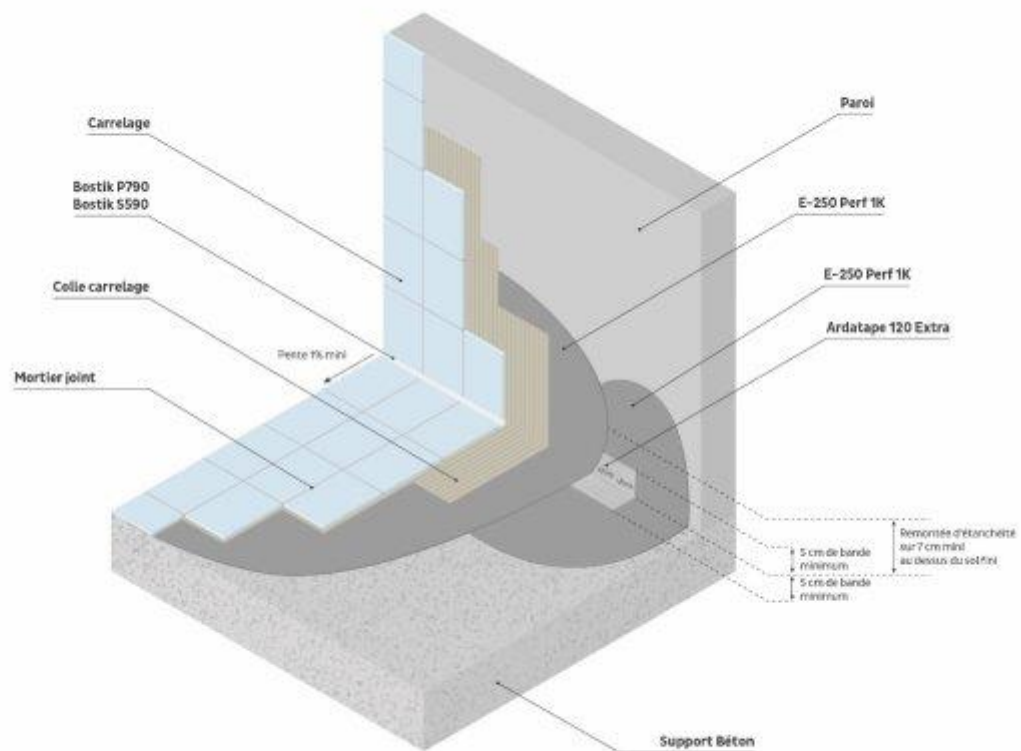 Paroi
Carrelage
Bostik P790
Bostik S590
E-250 Perf 1K
E-250 Perf 1K
Colle carrelage
Ardatape 120 Extra
Pente 1% mini
Mortier joint
Remontée d'étanchéité
sur 7 cm mini
au dessus du sol fini
5 cm de bande
minimum
5 cm de bande
minimum
Support Béton